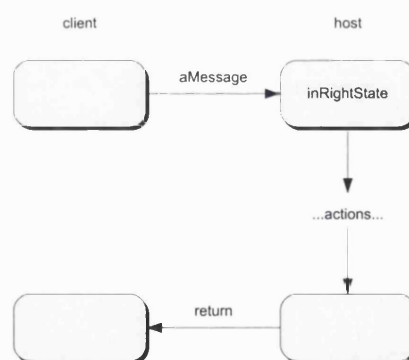 client
host
aMessage
inRightState
...actions...
return